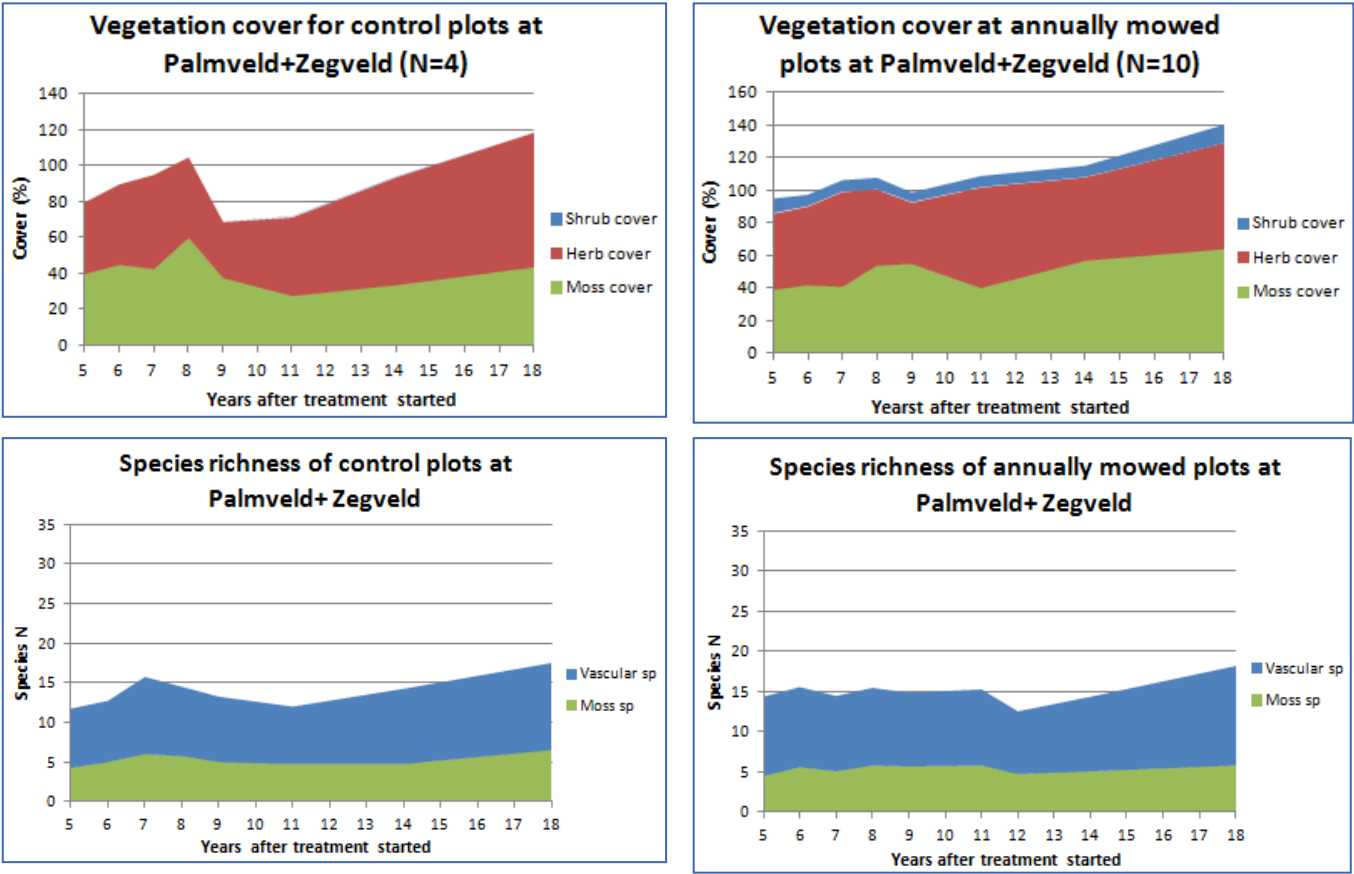 Vegetation cover for control plots at
Palmveld+Zegveld (N=4)
140
120
100
80
60
40
20
0
Cover (%)
5 6 7 8 9 10 11 12 13 14 15 16 17 18
Years after treatment started
Shrub cover
Herb cover
Moss cover
Vegetation cover at annually mowed
plots at Palmveld+Zegveld (N=10)
160
140
120
100
80
60
40
20
0
Cover (%)
5 6 7 8 9 10 11 12 13 14 15 16 17 18
Yearst after treatment started
Shrub cover
Herb cover
Moss cover
Species richness of control plots at
Palmveld+ Zegveld
35
30
25
20
15
10
5
0
Species N
5 6 7 8 9 10 11 12 13 14 15 16 17 18
Years after treatment started
Vascular sp
Moss sp
Species richness of annually mowed plots at
Palmveld+ Zegveld
35
30
25
20
15
10
5
0
Species N
5 6 7 8 9 10 11 12 13 14 15 16 17 18
Years after treatment started
Vascular sp
Moss sp